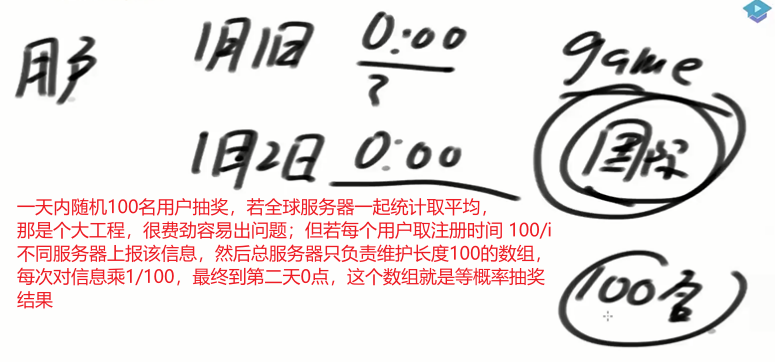 1月1日 0:00 game
用户
?
1月2日 0:00 国服
一天内随机100名用户抽奖，若全球服务器一起统计取平均，
那是个大工程，很费劲容易出问题；但若每个用户取注册时间 100/i
不同服务器上报该信息，然后总服务器只负责维护长度100的数组，
每次对信息乘1/100，最终到第二天0点，这个数组就是等概率抽奖
结果
100名